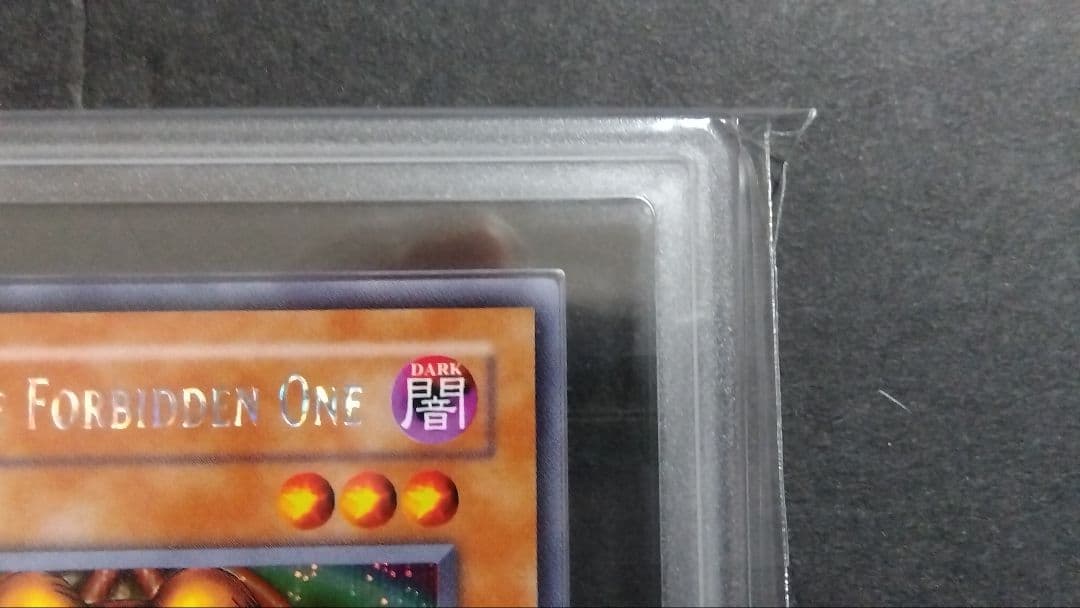 Forbidden One
DARK
闇